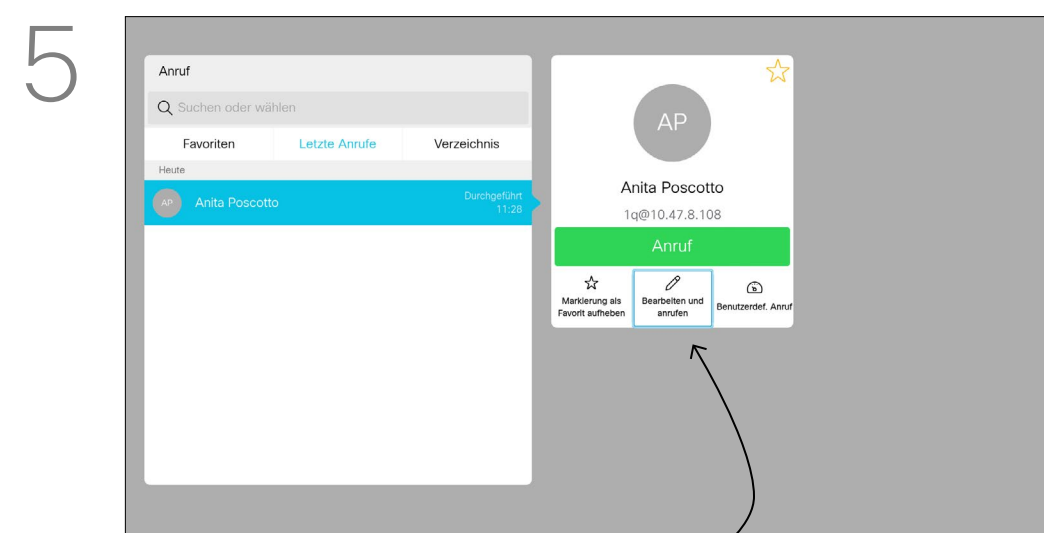 5
Anruf
Suchen oder wählen
Favoriten Letzte Anrufe Verzeichnis
Heute
AP Anita Poscotto Durchgeführt
11:28
AP
Anita Poscotto
1q@10.47.8.108
Anruf
Markierung als
Favorit aufheben
Bearbeiten und
anrufen
Benutzerdef. Anruf